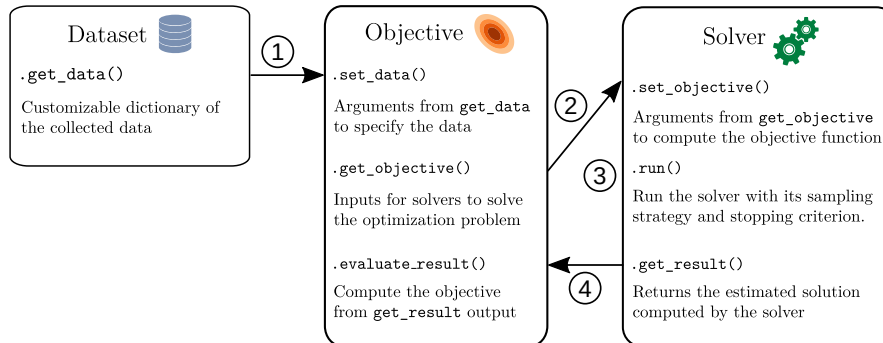 Dataset
.get_data()
Customizable dictionary of
the collected data
1
Objective
.set_data()
Arguments from get_data
to specify the data
.get_objective()
Inputs for solvers to solve
the optimization problem
.evaluate_result()
Compute the objective
from get_result output
2
3
4
Solver
.set_objective()
Arguments from get_objective
to compute the objective function
.run()
Run the solver with its sampling
strategy and stopping criterion.
.get_result()
Returns the estimated solution
computed by the solver